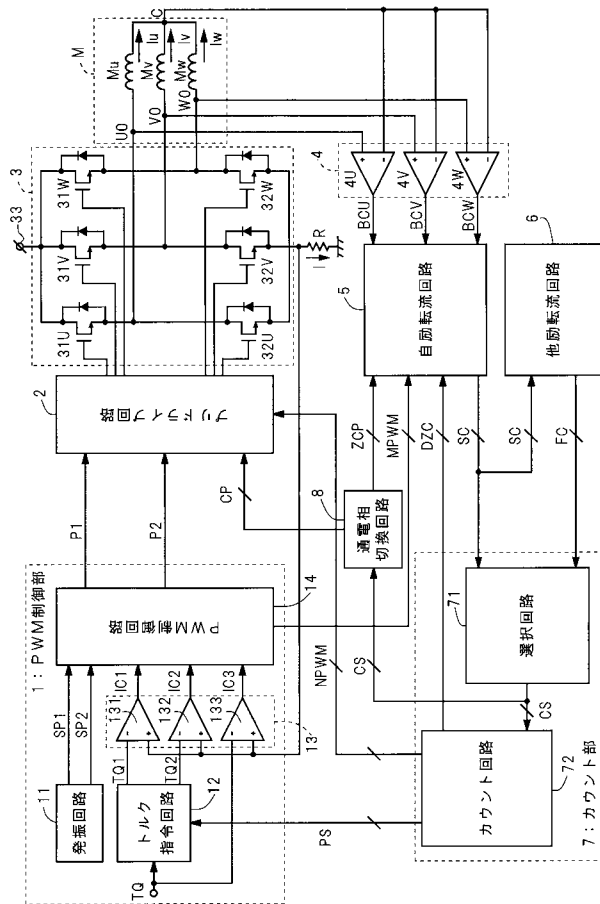 1：PWM制御部
11
発振回路
SP1
SP2
TQ
トルク
指令回路
12
TQ1
TQ2
131
132
133
13
IC1
IC2
IC3
PWM制御回路
14
P1
P2
プリドライブ回路
2
CP
3
33
31U
31V
31W
32U
32V
32W
R
I
M
Mu
Mv
Mw
C
Iu
Iv
Iw
UO
VO
WO
4
4U
4V
4W
+
-
BCU
BCV
BCW
自励転流回路
5
他励転流回路
6
ZCP
MPWM
DZC
SC
SC
FC
通電相
切換回路
8
NPWM
CS
PS
選択回路
71
CS
カウント回路
72
7：カウント部